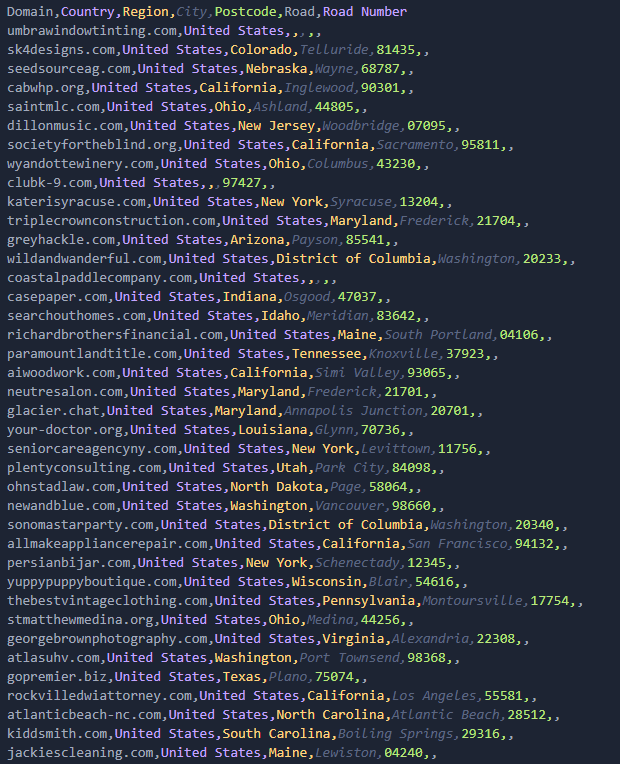 Domain,Country,Region,City,Postcode,Road,Road Number
umbrawindowtinting.com,United States,,,,,
sk4designs.com,United States,Colorado,Telluride,81435,,
seedsourceag.com,United States,Nebraska,Wayne,68787,,
cabwhp.org,United States,California,Inglewood,90301,,
saintmlc.com,United States,Ohio,Ashland,44805,,
dillonmusic.com,United States,New Jersey,Woodbridge,07095,,
societyfortheblind.org,United States,California,Sacramento,95811,,
wyandottewinery.com,United States,Ohio,Columbus,43230,,
clubk-9.com,United States,,,97427,,
katerisyracuse.com,United States,New York,Syracuse,13204,,
triplecrownconstruction.com,United States,Maryland,Frederick,21704,,
greyhackle.com,United States,Arizona,Payson,85541,,
wildandwanderful.com,United States,District of Columbia,Washington,20233,,
coastalpaddlecompany.com,United States,,,,,
casepaper.com,United States,Indiana,Osgood,47037,,
searchouthomes.com,United States,Idaho,Meridian,83642,,
richardbrothersfinancial.com,United States,Maine,South Portland,04106,,
paramountlandtitle.com,United States,Tennessee,Knoxville,37923,,
aiwoodwork.com,United States,California,Simi Valley,93065,,
neutresalon.com,United States,Maryland,Frederick,21701,,
glacier.chat,United States,Maryland,Annapolis Junction,20701,,
your-doctor.org,United States,Louisiana,Glynn,70736,,
seniorcareagencyny.com,United States,New York,Levittown,11756,,
plentyconsulting.com,United States,Utah,Park City,84098,,
ohnstadlaw.com,United States,North Dakota,Page,58064,,
newandblue.com,United States,Washington,Vancouver,98660,,
sonomastarparty.com,United States,District of Columbia,Washington,20340,,
allmakeappliancerepair.com,United States,California,San Francisco,94132,,
persianbijar.com,United States,New York,Schenectady,12345,,
yuppypuppyboutique.com,United States,Wisconsin,Blair,54616,,
thebestvintageclothing.com,United States,Pennsylvania,Montoursville,17754,,
stmatthewmedina.org,United States,Ohio,Medina,44256,,
georgebrownphotography.com,United States,Virginia,Alexandria,22308,,
atlasuhv.com,United States,Washington,Port Townsend,98368,,
gopremier.biz,United States,Texas,Plano,75074,,
rockvilledwiattorney.com,United States,California,Los Angeles,55581,,
atlanticbeach-nc.com,United States,North Carolina,Atlantic Beach,28512,,
kiddsmith.com,United States,South Carolina,Boiling Springs,29316,,
jackiescleaning.com,United States,Maine,Lewiston,04240,,